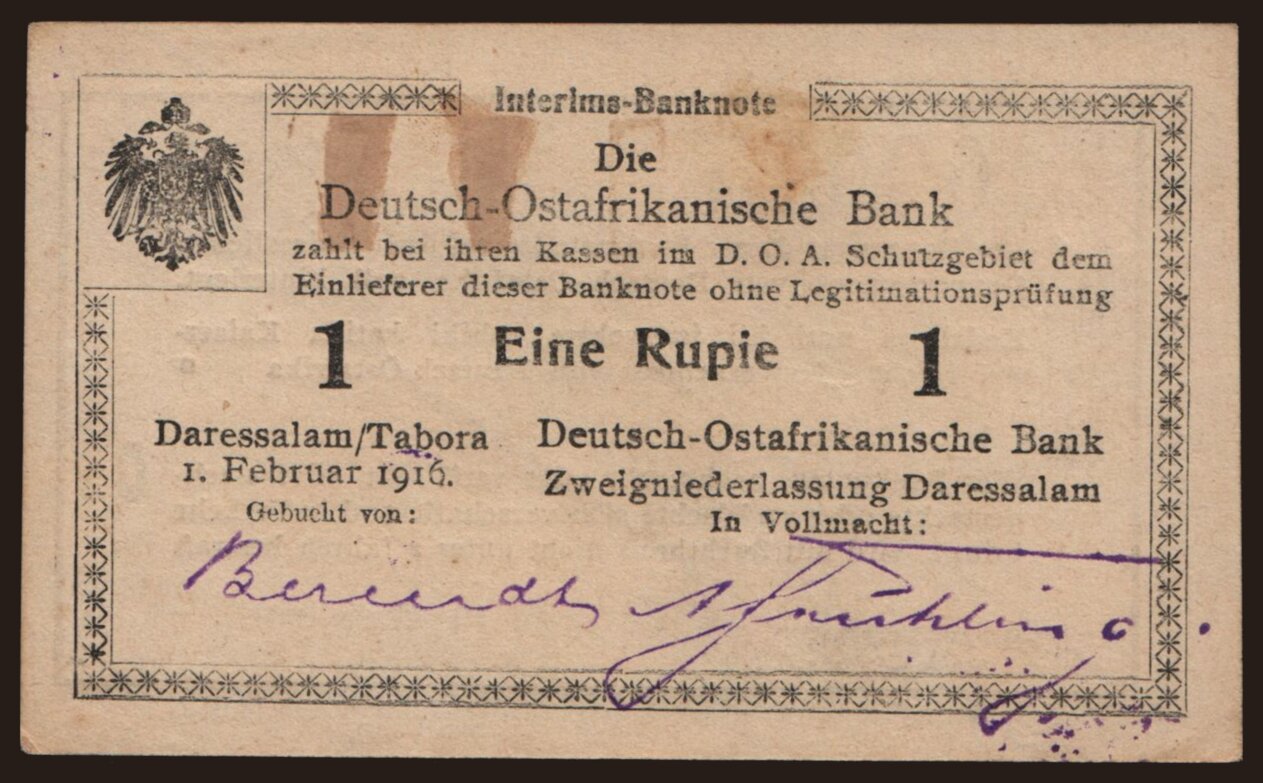 Interims-Banknote
Die
Deutsch-Ostafrikanische Bank
zahlt bei ihren Kassen im D. O. A. Schutzgebiet dem
Einlieferer dieser Banknote ohne Legitimationsprüfung
1 Eine Rupie 1
Daressalam/Tabora
1. Februar 1916.
Gebucht von:
Deutsch-Ostafrikanische Bank
Zweigniederlassung Daressalam
In Vollmacht:
Berendt